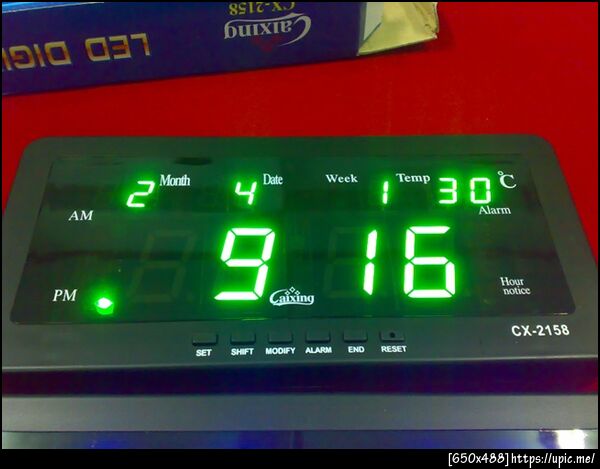 Caixing
CX-2158
LED DIGI
2 Month 4 Date Week 1 Temp 30 °C
Alarm
AM
9 16
PM
Caixing
Hour
notice
CX-2158
SET SHIFT MODIFY ALARM END RESET
[650x488]https://upic.me/